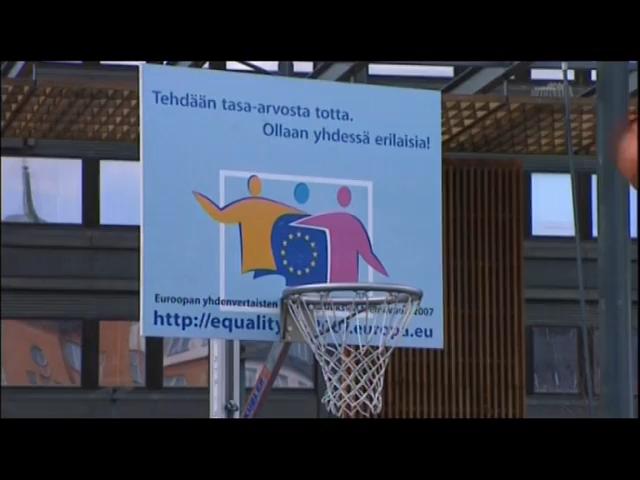 Tehdään tasa-arvosta totta.
Ollaan yhdessä erilaisia!
Euroopan yhdenvertaisten 2007
http://equality .europa.eu